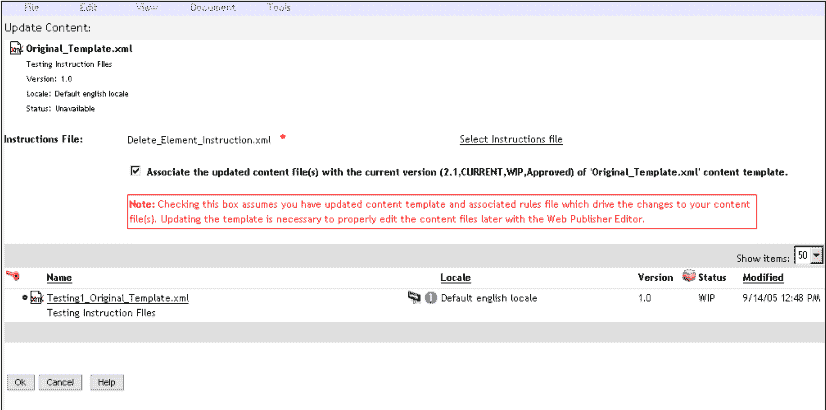 File Edit View Document Tools
Update Content:
Original_Template.xml
Testing Instruction Files
Version: 1.0
Locale: Default english locale
Status: Unavailable
Instructions File: Delete_Element_Instruction.xml * Select Instructions file
Associate the updated content file(s) with the current version (2.1,CURRENT,WIP,Approved) of 'Original_Template.xml' content template.
Note: Checking this box assumes you have updated content template and associated rules file which drive the changes to your content
file(s). Updating the template is necessary to properly edit the content files later with the Web Publisher Editor.
Show items: 50
Name Locale Version Status Modified
Testing1_Original_Template.xml Default english locale 1.0 WIP 9/14/05 12:48 PM
Testing Instruction Files
Ok Cancel Help